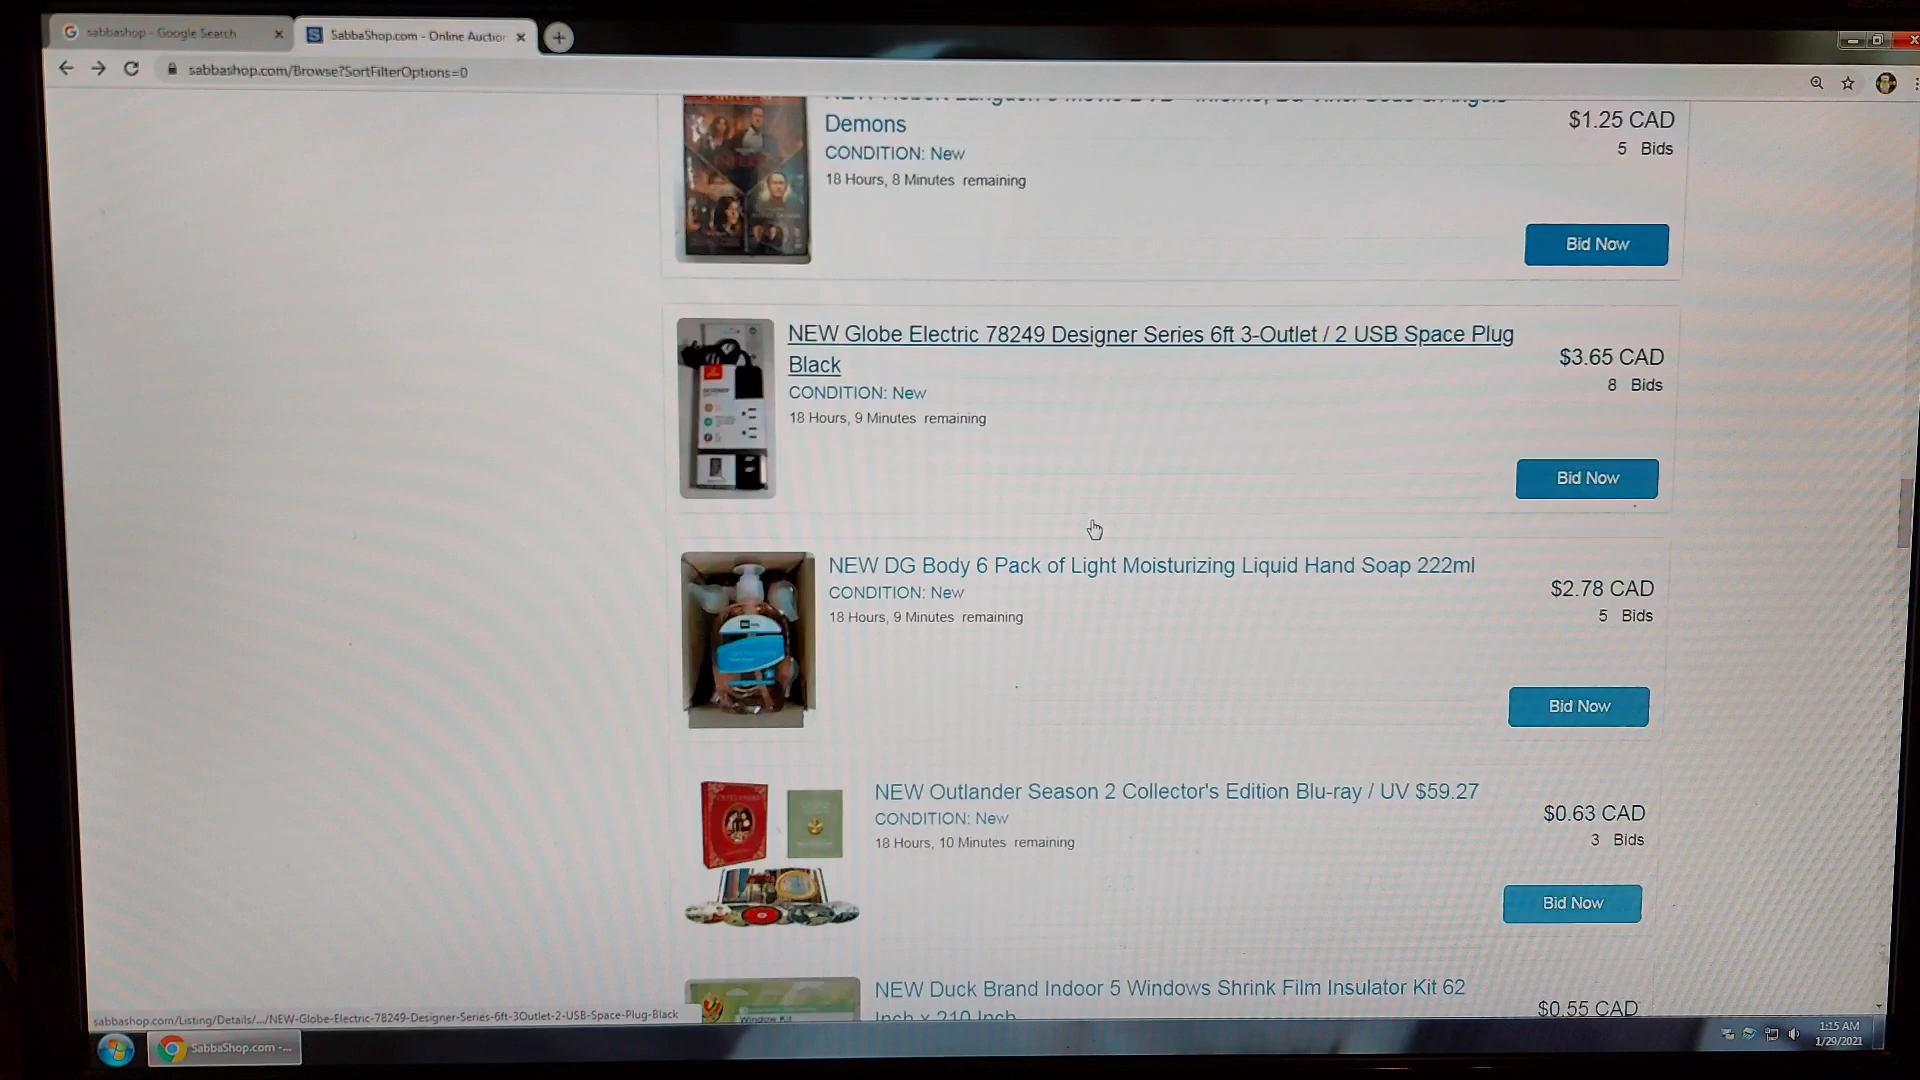 sabbashop - Google Search
SabbaShop.com - Online Auction
sabbashop.com/Browse?SortFilterOptions=0
Demons
CONDITION: New
18 Hours, 8 Minutes remaining
$1.25 CAD
5 Bids
Bid Now
NEW Globe Electric 78249 Designer Series 6ft 3-Outlet / 2 USB Space Plug
Black
CONDITION: New
18 Hours, 9 Minutes remaining
$3.65 CAD
8 Bids
Bid Now
NEW DG Body 6 Pack of Light Moisturizing Liquid Hand Soap 222ml
CONDITION: New
18 Hours, 9 Minutes remaining
$2.78 CAD
5 Bids
Bid Now
NEW Outlander Season 2 Collector's Edition Blu-ray / UV $59.27
CONDITION: New
18 Hours, 10 Minutes remaining
$0.63 CAD
3 Bids
Bid Now
NEW Duck Brand Indoor 5 Windows Shrink Film Insulator Kit 62
Inch x 210 Inch
$0.55 CAD
Window Kit
sabbashop.com/Listing/Details/.../NEW-Globe-Electric-78249-Designer-Series-6ft-3Outlet-2-USB-Space-Plug-Black
SabbaShop.com -...
1:15 AM
1/29/2021